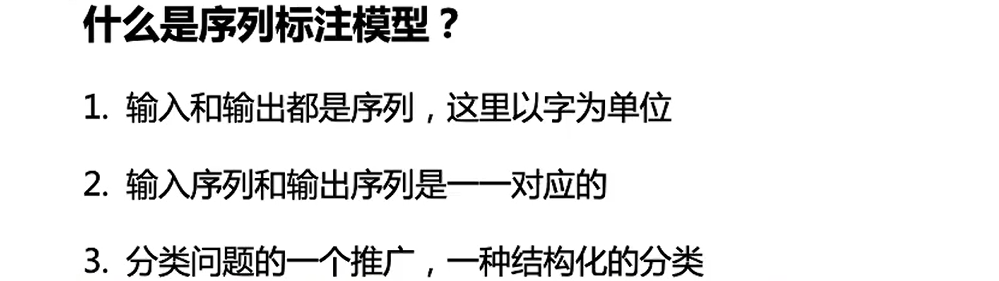 什么是序列标注模型？
1. 输入和输出都是序列，这里以字为单位
2. 输入序列和输出序列是一一对应的
3. 分类问题的一个推广，一种结构化的分类